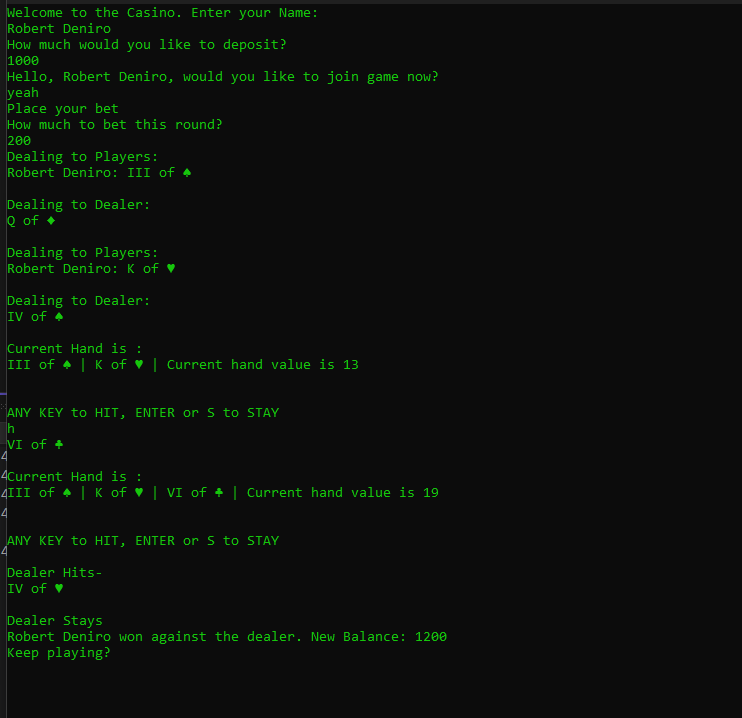 Welcome to the Casino. Enter your Name:
Robert Deniro
How much would you like to deposit?
1000
Hello, Robert Deniro, would you like to join game now?
yeah
Place your bet
How much to bet this round?
200
Dealing to Players:
Robert Deniro: III of ♠
Dealing to Dealer:
Q of ♦
Dealing to Players:
Robert Deniro: K of ♥
Dealing to Dealer:
IV of ♠
Current Hand is :
III of ♠ | K of ♥ | Current hand value is 13
ANY KEY to HIT, ENTER or S to STAY
h
VI of ♣
Current Hand is :
III of ♠ | K of ♥ | VI of ♣ | Current hand value is 19
ANY KEY to HIT, ENTER or S to STAY
Dealer Hits-
IV of ♥
Dealer Stays
Robert Deniro won against the dealer. New Balance: 1200
Keep playing?